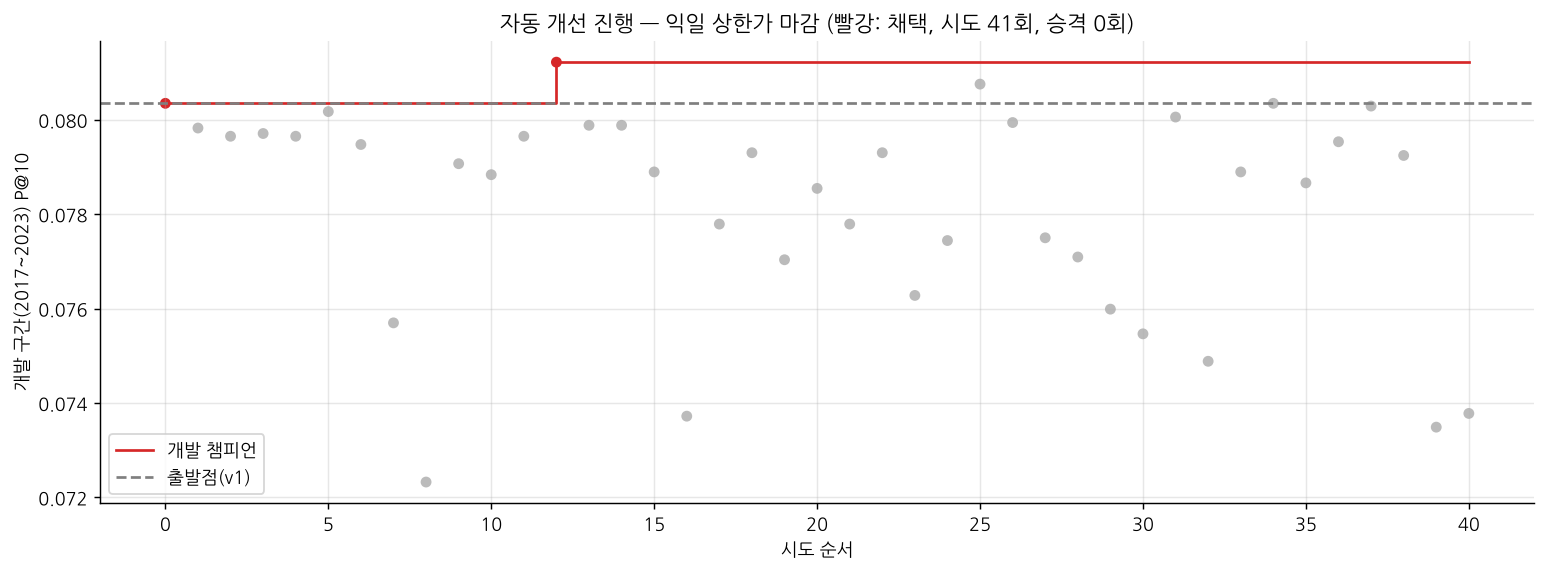 자동 개선 진행 — 익일 상한가 마감 (빨강: 채택, 시도 41회, 승격 0회)
개발 구간(2017~2023) P@10
0.080
0.078
0.076
0.074
0.072
개발 챔피언
출발점(v1)
0 5 10 15 20 25 30 35 40
시도 순서